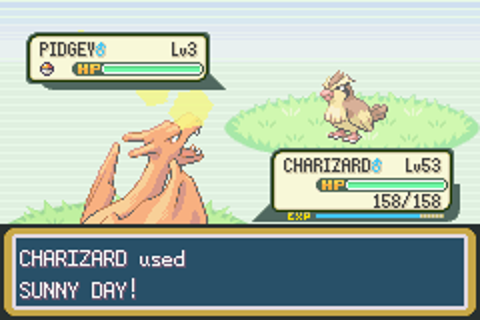 PIDGEY♂ Lv3
HP
CHARIZARD♂ Lv53
HP
158/158
EXP
CHARIZARD used
SUNNY DAY!